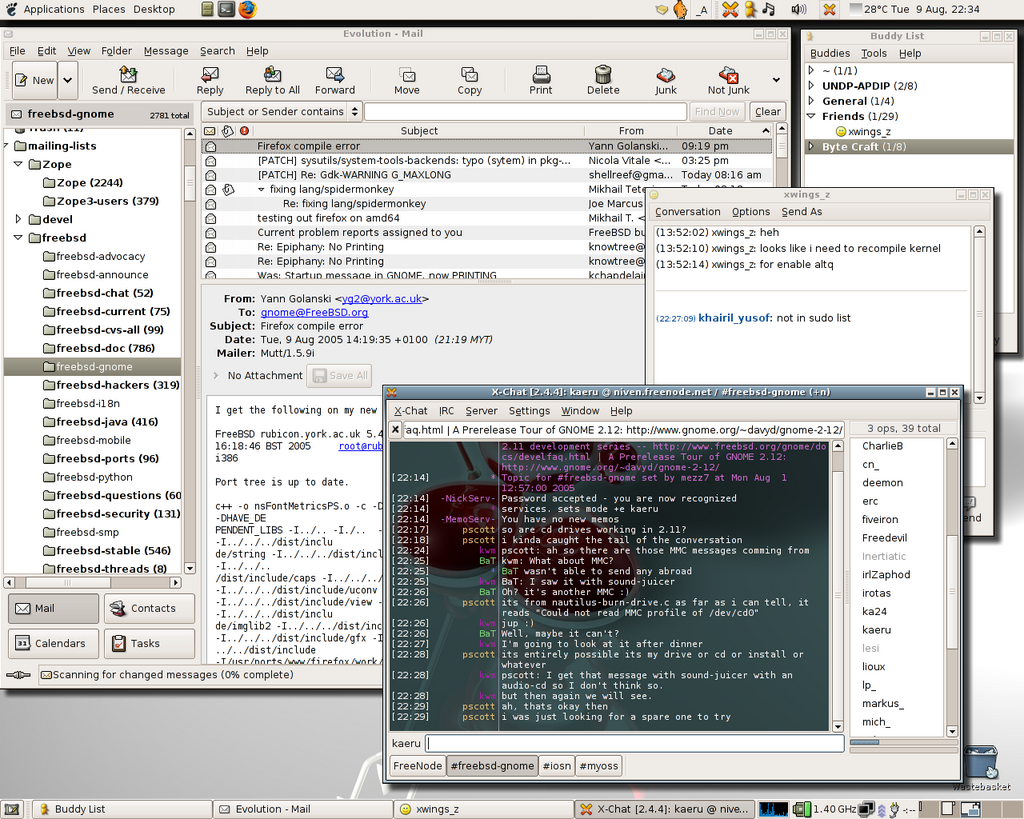 Applications Places Desktop
_A
28°C Tue 9 Aug, 22:34
Evolution - Mail
File Edit View Folder Message Search Help
New
Send / Receive
Reply
Reply to All
Forward
Move
Copy
Print
Delete
Junk
Not Junk
freebsd-gnome 2781 total
Subject or Sender contains
Find Now
Clear
mailing-lists
Zope
Zope (2244)
Zope3-users (379)
devel
freebsd
freebsd-advocacy
freebsd-announce
freebsd-chat (52)
freebsd-current (75)
freebsd-cvs-all (99)
freebsd-doc (786)
freebsd-gnome
freebsd-hackers (319)
freebsd-i18n
freebsd-java (416)
freebsd-mobile
freebsd-ports (96)
freebsd-python
freebsd-questions (60
freebsd-security (131)
freebsd-smp
freebsd-stable (546)
freebsd-threads (8)
Mail
Contacts
Calendars
Tasks
Scanning for changed messages (0% complete)
Subject From Date
Firefox compile error Yann Golanski... 09:19 pm
[PATCH] sysutils/system-tools-backends: typo (sytem) in pkg-... Nicola Vitale <... 03:25 pm
[PATCH] Re: Gdk-WARNING G_MAXLONG shellreef@gma... Today 08:16 am
fixing lang/spidermonkey Mikhail Tete
Re: fixing lang/spidermonkey Joe Marcus
testing out firefox on amd64 Mikhail T. <
Current problem reports assigned to you FreeBSD bu
Re: Epiphany: No Printing knowtree@
Re: Epiphany: No Printing knowtree@
Was: Startup message in GNOME, now PRINTING kchandelai
From: Yann Golanski <yg2@york.ac.uk>
To: gnome@FreeBSD.org
Subject: Firefox compile error
Date: Tue, 9 Aug 2005 14:19:35 +0100 (21:19 MYT)
Mailer: Mutt/1.5.9i
No Attachment
Save All
I get the following on my new
FreeBSD rubicon.york.ac.uk 5.4
16:18:46 BST 2005 root@rub
i386
Port tree is up to date.
c++ -o nsFontMetricsPS.o -c -D
-DHAVE_DE
PENDENT_LIBS -I../.. -I/.. -
-I../../../dist/inclu
de/string -I../../../dist/incl
-I../../..
/dist/include/caps -I../../../
-I../../../dist/include/uconv
-I../../../dist/include/view -
-I../../../dist/inclu
de/imglib2 -I../../../dist/inc
-I../../../dist/include/gfx -I
../../dist/include
-I/usr/ports/www/firefox/work/
Buddy List
Buddies Tools Help
~ (1/1)
UNDP-APDIP (2/8)
General (1/4)
Friends (1/29)
xwings_z
Byte Craft (1/8)
xwings_z
Conversation Options Send As
(13:52:02) xwings_z: heh
(13:52:10) xwings_z: looks like i need to recompile kernel
(13:52:14) xwings_z: for enable altq
(22:27:09) khairil_yusof: not in sudo list
X-Chat [2.4.4]: kaeru @ niven.freenode.net / #freebsd-gnome (+n)
X-Chat IRC Server Settings Window Help
faq.html | A Prerelease Tour of GNOME 2.12: http://www.gnome.org/~davyd/gnome-2-12/
3 ops, 39 total
2.11 development series -- http://www.freebsd.org/gnome/do
cs/develfaq.html | A Prerelease Tour of GNOME 2.12:
http://www.gnome.org/~davyd/gnome-2-12/
[22:14] * Topic for #freebsd-gnome set by mezz7 at Mon Aug 1
12:57:00 2005
[22:14] -NickServ- Password accepted - you are now recognized
[22:14] * services. sets mode +e kaeru
[22:14] -MemoServ- You have no new memos
[22:17] pscott so are cd drives working in 2.11?
[22:18] pscott i kinda caught the tail of the conversation
[22:24] kwm pscott: ah so there are those MMC messages comming from
[22:25] BaT kwm: What about MMC?
[22:25] * BaT wasn't able to send any abroad
[22:25] kwm BaT: I saw it with sound-juicer
[22:26] BaT Oh? it's another MMC :)
[22:26] pscott its from nautilus-burn-drive.c as far as i can tell, it
reads "Could not read MMC profile of /dev/cd0"
[22:26] kwm jup :)
[22:26] BaT Well, maybe it can't?
[22:27] kwm I'm going to look at it after dinner
[22:28] pscott its entirely possible its my drive or cd or install or
whatever
[22:28] kwm pscott: I get that message with sound-juicer with an
audio-cd so I don't think so.
[22:28] kwm but then again we will see.
[22:29] pscott ah, thats okay then
[22:29] pscott i was just looking for a spare one to try
CharlieB
cn_
deemon
erc
fiveiron
Freedevil
Inertiatic
irlZaphod
irotas
ka24
kaeru
lesi
lioux
lp_
markus_
mich_
kaeru
FreeNode #freebsd-gnome #iosn #myoss
Wastebasket
Buddy List
Evolution - Mail
xwings_z
X-Chat [2.4.4]: kaeru @ nive...
1.40 GHz